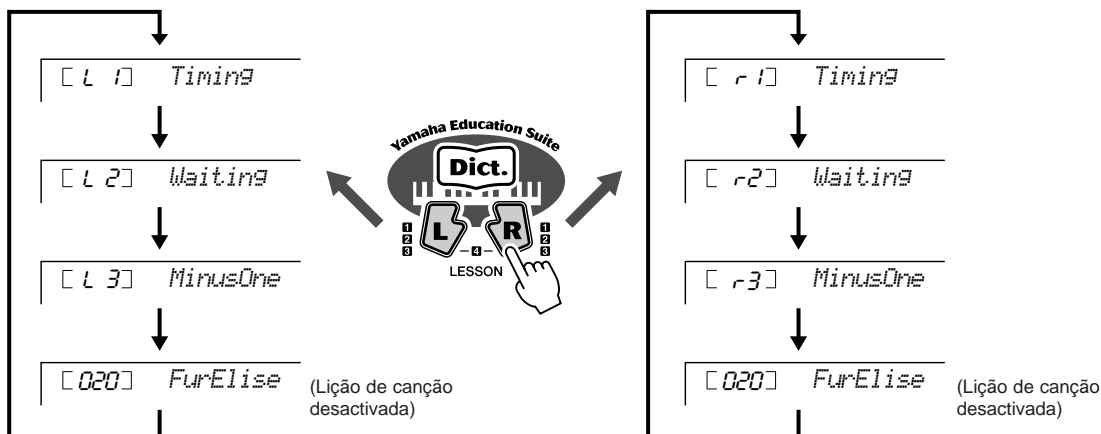 [L 1] Timing
[L 2] Waiting
[L 3] MinusOne
[020] FurElise
(Lição de canção
desactivada)
Yamaha Education Suite
Dict.
L R
1 1
2 2
3 -4- 3
LESSON
[ r1] Timing
[ r2] Waiting
[ r3] MinusOne
[020] FurElise
(Lição de canção
desactivada)